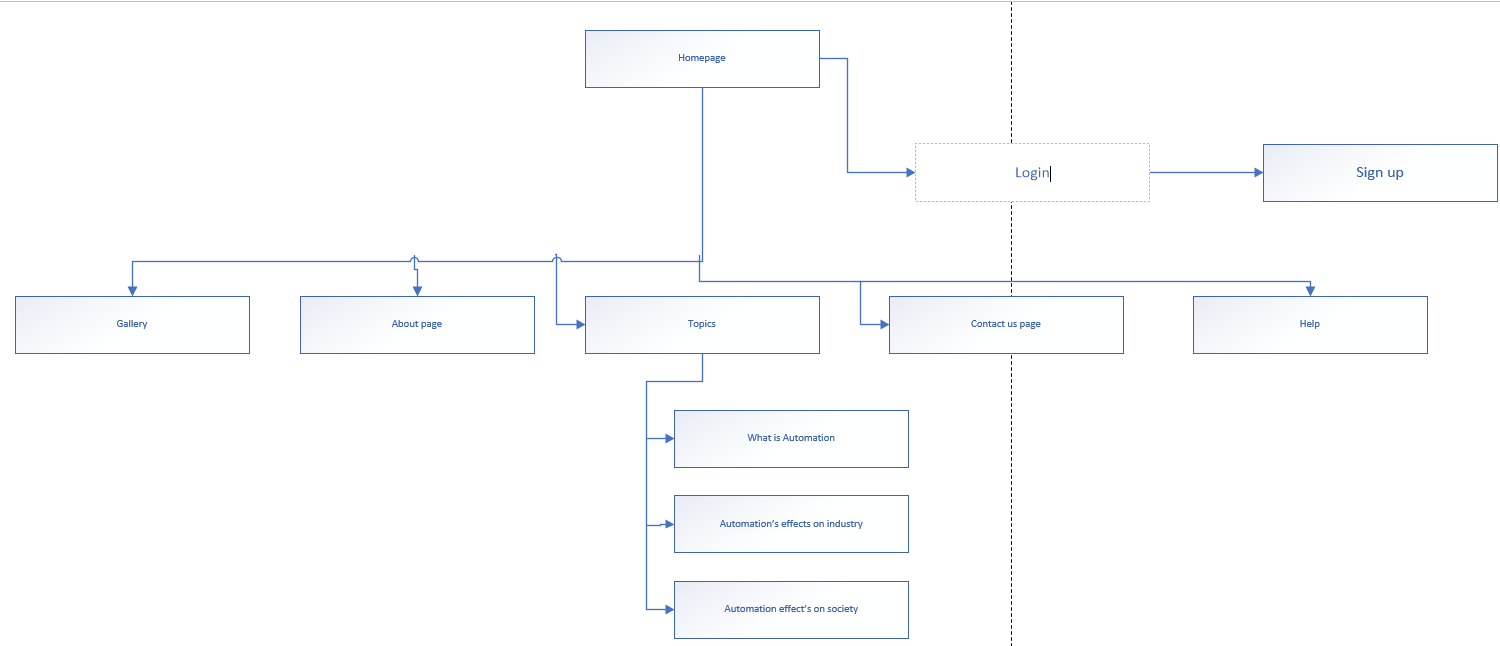 Homepage
Login
Sign up
Gallery
About page
Topics
Contact us page
Help
What is Automation
Automation's effects on industry
Automation effect's on society